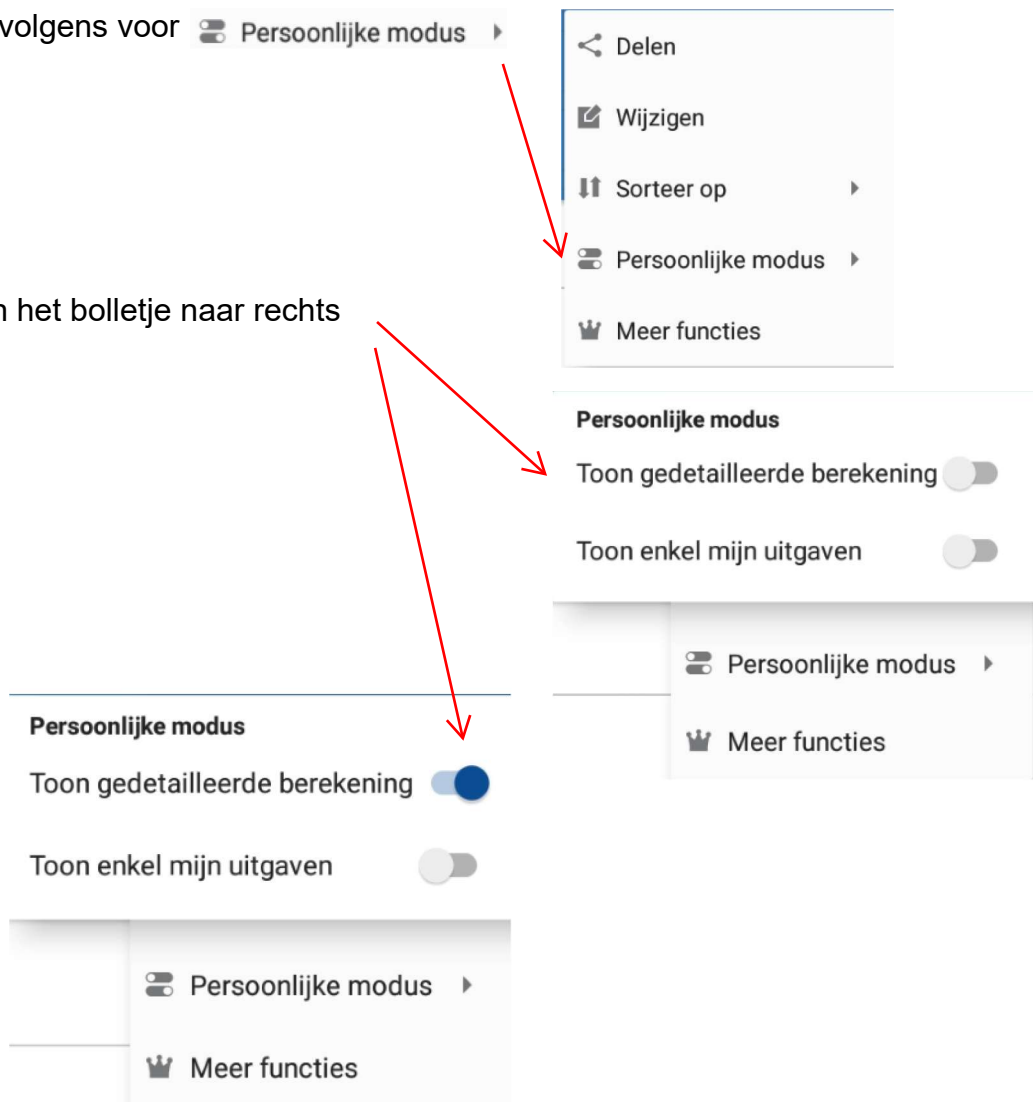 volgens voor Persoonlijke modus
Delen
Wijzigen
Sorteer op
Persoonlijke modus
Meer functies
het bolletje naar rechts
Persoonlijke modus
Toon gedetailleerde berekening
Toon enkel mijn uitgaven
Persoonlijke modus
Meer functies
Persoonlijke modus
Toon gedetailleerde berekening
Toon enkel mijn uitgaven
Persoonlijke modus
Meer functies